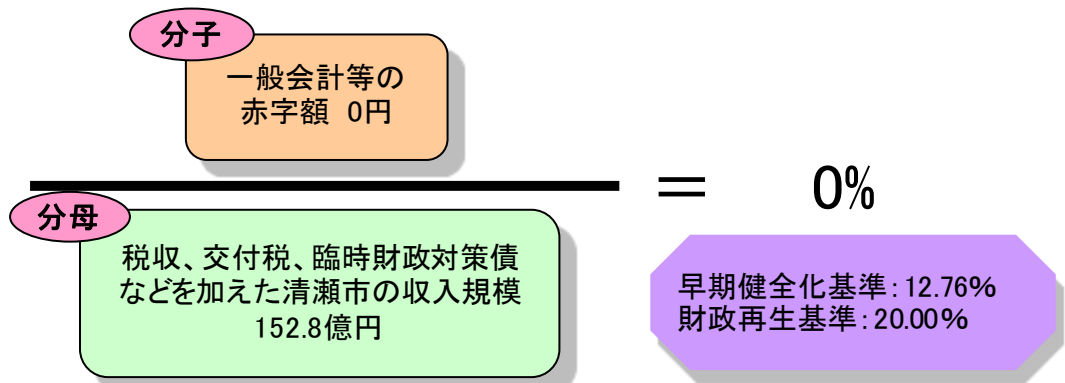 分子
一般会計等の
赤字額 0円
＝ 0%
分母
税収、交付税、臨時財政対策債
などを加えた清瀬市の収入規模
152.8億円
早期健全化基準：12.76%
財政再生基準：20.00%